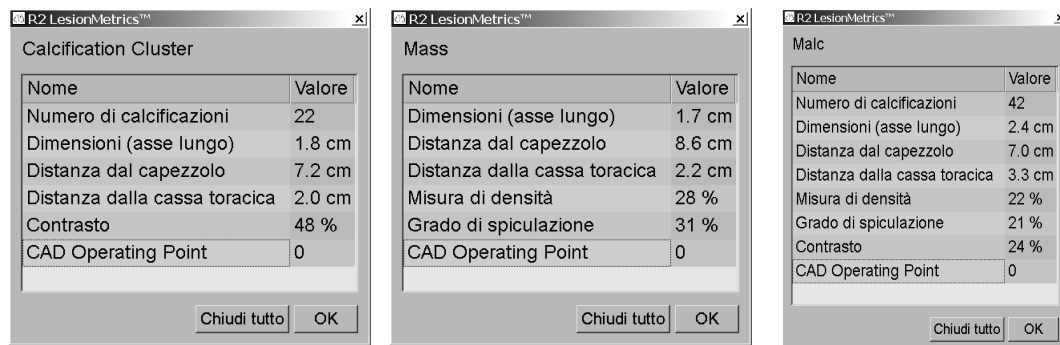 R2 LesionMetrics™
Calcification Cluster
Nome Valore
Numero di calcificazioni 22
Dimensioni (asse lungo) 1.8 cm
Distanza dal capezzolo 7.2 cm
Distanza dalla cassa toracica 2.0 cm
Contrasto 48 %
CAD Operating Point 0
Chiudi tutto OK
R2 LesionMetrics™
Mass
Nome Valore
Dimensioni (asse lungo) 1.7 cm
Distanza dal capezzolo 8.6 cm
Distanza dalla cassa toracica 2.2 cm
Misura di densità 28 %
Grado di spiculazione 31 %
CAD Operating Point 0
Chiudi tutto OK
R2 LesionMetrics™
Malc
Nome Valore
Numero di calcificazioni 42
Dimensioni (asse lungo) 2.4 cm
Distanza dal capezzolo 7.0 cm
Distanza dalla cassa toracica 3.3 cm
Misura di densità 22 %
Grado di spiculazione 21 %
Contrasto 24 %
CAD Operating Point 0
Chiudi tutto OK